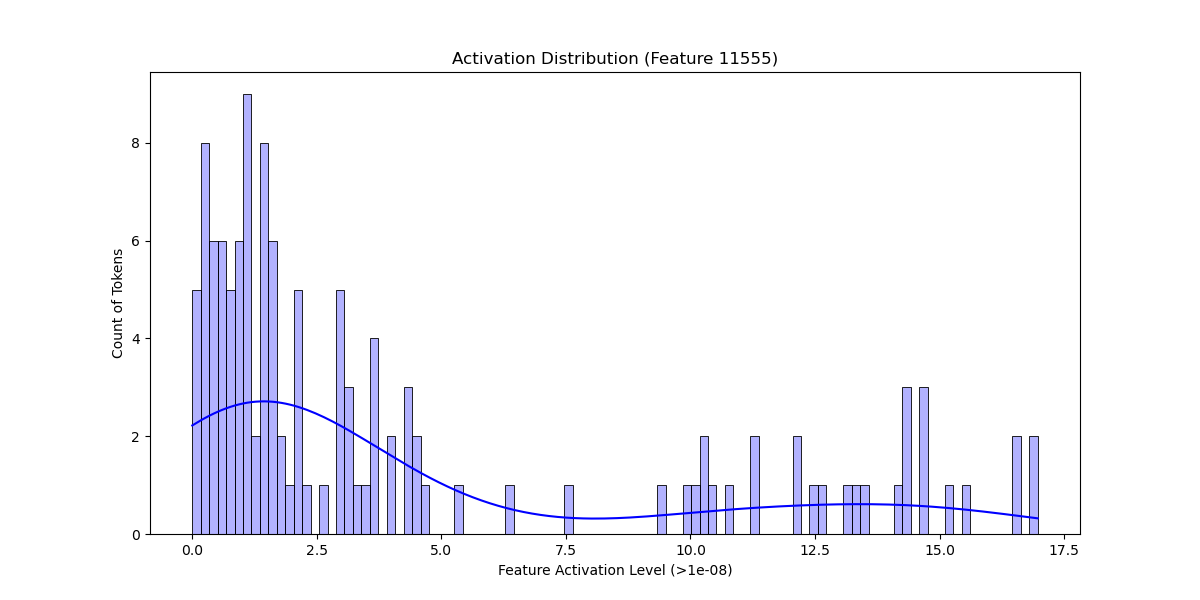 Activation Distribution (Feature 11555)
Count of Tokens
8
6
4
2
0
0.0 2.5 5.0 7.5 10.0 12.5 15.0 17.5
Feature Activation Level (>1e-08)